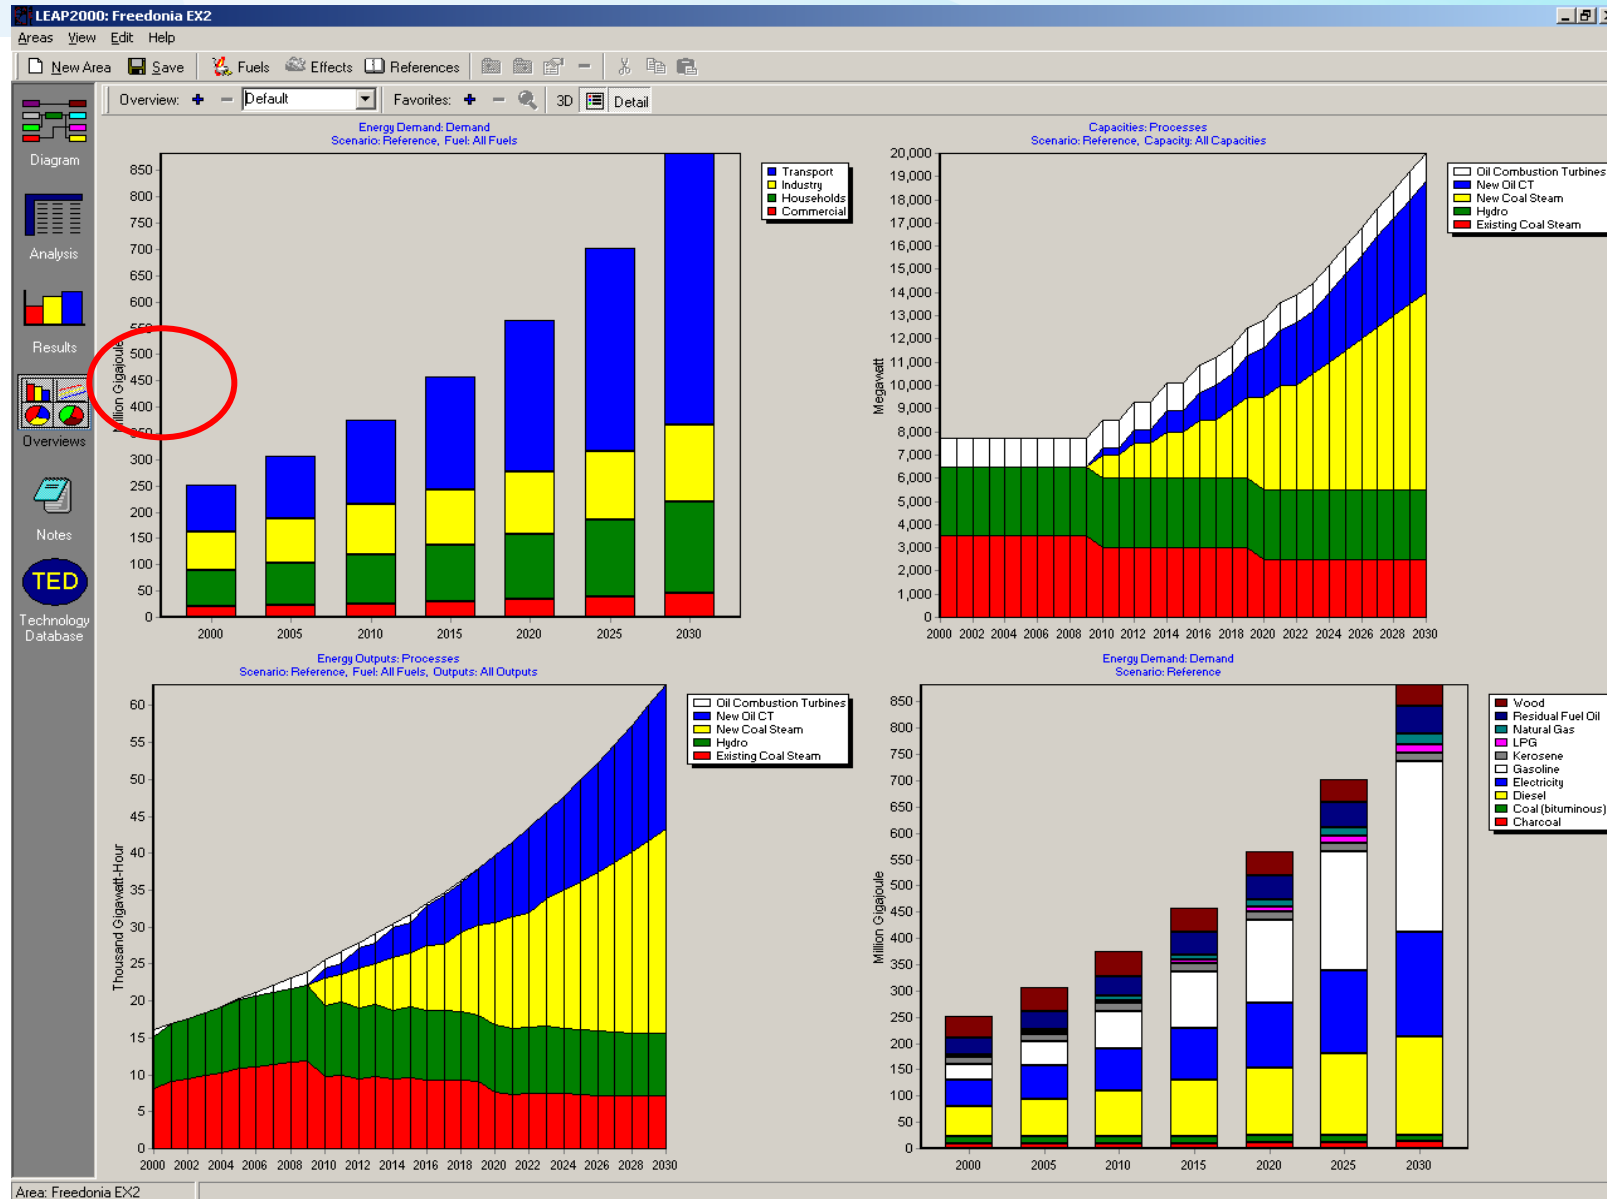 LEAP2000: Freedonia EX2
Areas View Edit Help
New Area Save Fuels Effects References
Overview: Default Favorites: 3D Detail
Diagram
Analysis
Results
Overviews
Notes
TED
Technology
Database
Energy Demand: Demand
Scenario: Reference, Fuel: All Fuels
850
800
750
700
650
600
550
500
450
400
350
300
250
200
150
100
50
0
Million Gigajoule
2000 2005 2010 2015 2020 2025 2030
Transport
Industry
Households
Commercial
Capacities: Processes
Scenario: Reference, Capacity: All Capacities
20,000
19,000
18,000
17,000
16,000
15,000
14,000
13,000
12,000
11,000
10,000
9,000
8,000
7,000
6,000
5,000
4,000
3,000
2,000
1,000
0
Megawatt
2000 2002 2004 2006 2008 2010 2012 2014 2016 2018 2020 2022 2024 2026 2028 2030
Oil Combustion Turbines
New Oil CT
New Coal Steam
Hydro
Existing Coal Steam
Energy Outputs: Processes
Scenario: Reference, Fuel: All Fuels, Outputs: All Outputs
60
55
50
45
40
35
30
25
20
15
10
5
0
Thousand Gigawatt-Hour
2000 2002 2004 2006 2008 2010 2012 2014 2016 2018 2020 2022 2024 2026 2028 2030
Oil Combustion Turbines
New Oil CT
New Coal Steam
Hydro
Existing Coal Steam
Energy Demand: Demand
Scenario: Reference
850
800
750
700
650
600
550
500
450
400
350
300
250
200
150
100
50
0
Million Gigajoule
2000 2005 2010 2015 2020 2025 2030
Wood
Residual Fuel Oil
Natural Gas
LPG
Kerosene
Gasoline
Electricity
Diesel
Coal (bituminous)
Charcoal
Area: Freedonia EX2